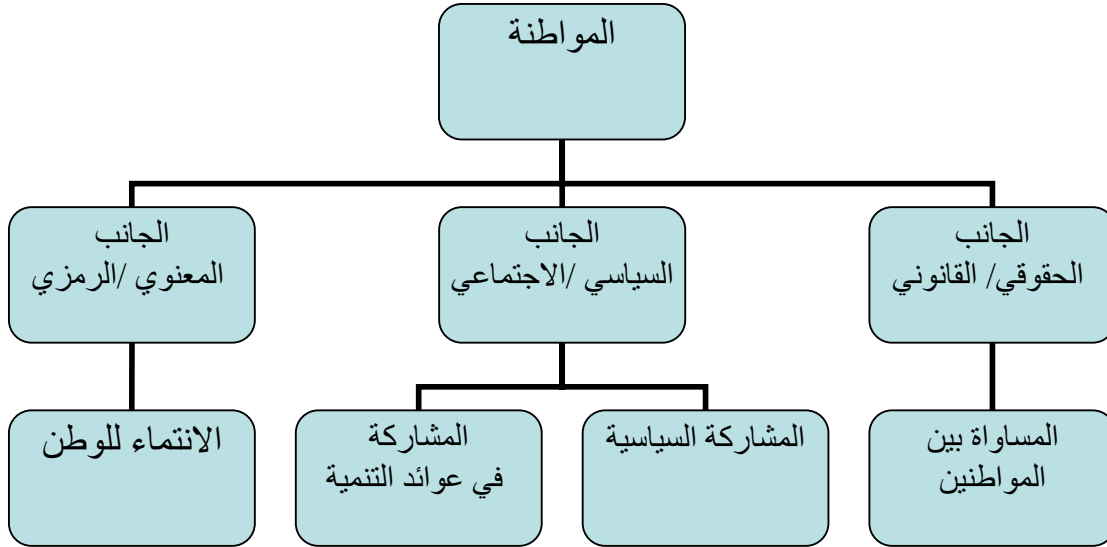 المواطنة
الجانب
الحقوقي/ القانوني
الجانب
السياسي /الاجتماعي
الجانب
المعنوي /الرمزي
المساواة بين
المواطنين
المشاركة السياسية
المشاركة
في عوائد التنمية
الانتماء للوطن